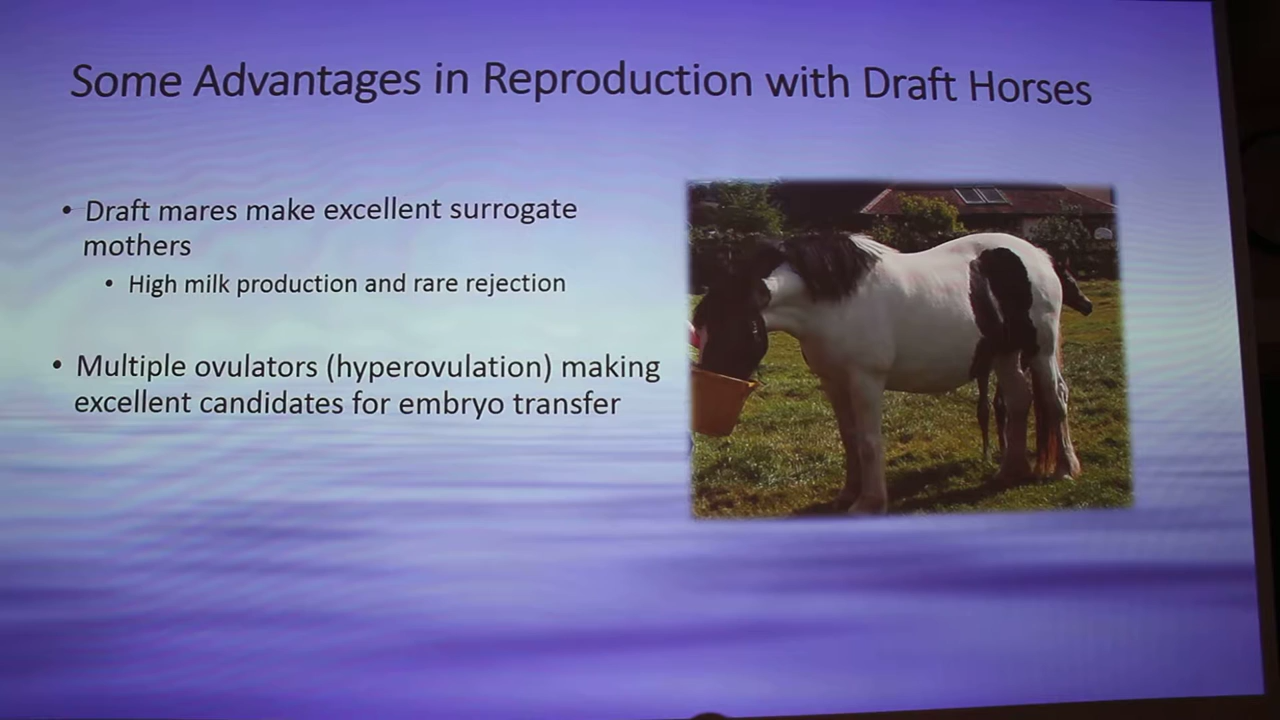 Some Advantages in Reproduction with Draft Horses
• Draft mares make excellent surrogate
mothers
• High milk production and rare rejection
• Multiple ovulators (hyperovulation) making
excellent candidates for embryo transfer